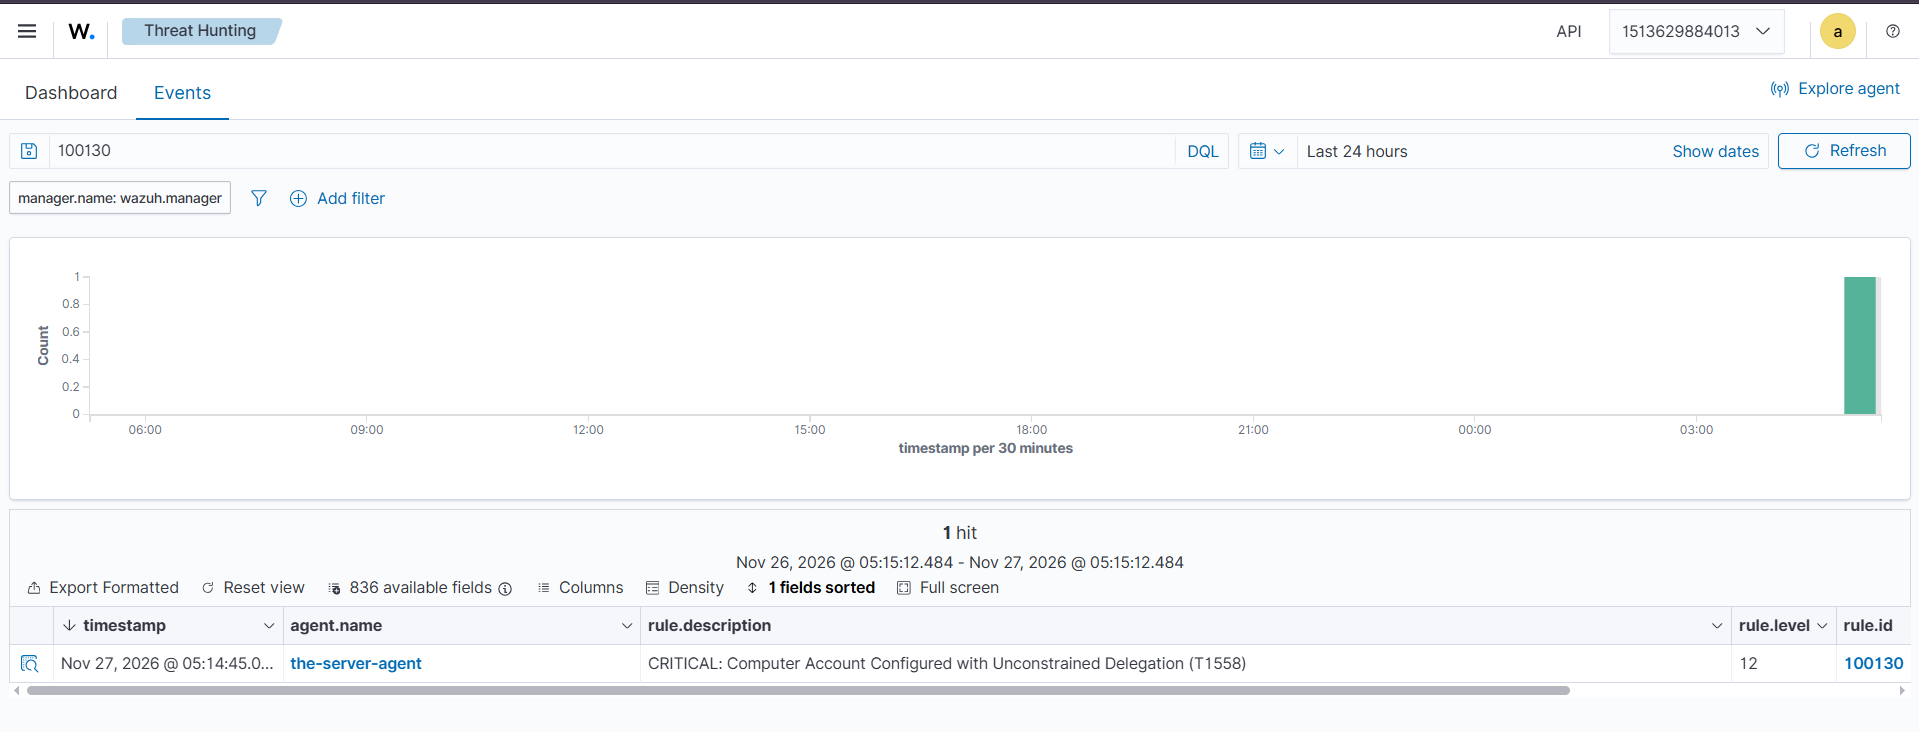 W. Threat Hunting API 1513629884013 a
Dashboard Events Explore agent
100130 DQL Last 24 hours Show dates Refresh
manager.name: wazuh.manager Add filter
Count
1
0.8
0.6
0.4
0.2
0
06:00 09:00 12:00 15:00 18:00 21:00 00:00 03:00
timestamp per 30 minutes
1 hit
Nov 26, 2026 @ 05:15:12.484 - Nov 27, 2026 @ 05:15:12.484
Export Formatted Reset view 836 available fields Columns Density 1 fields sorted Full screen
timestamp agent.name rule.description rule.level rule.id
Nov 27, 2026 @ 05:14:45.0... the-server-agent CRITICAL: Computer Account Configured with Unconstrained Delegation (T1558) 12 100130